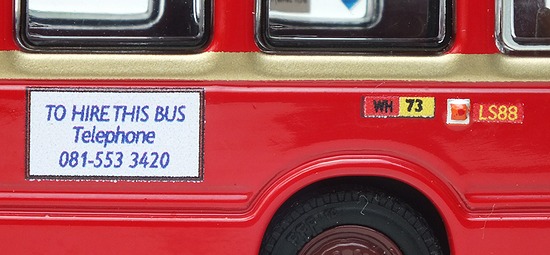 TO HIRE THIS BUS
Telephone
081-553 3420
WH 73
LS88